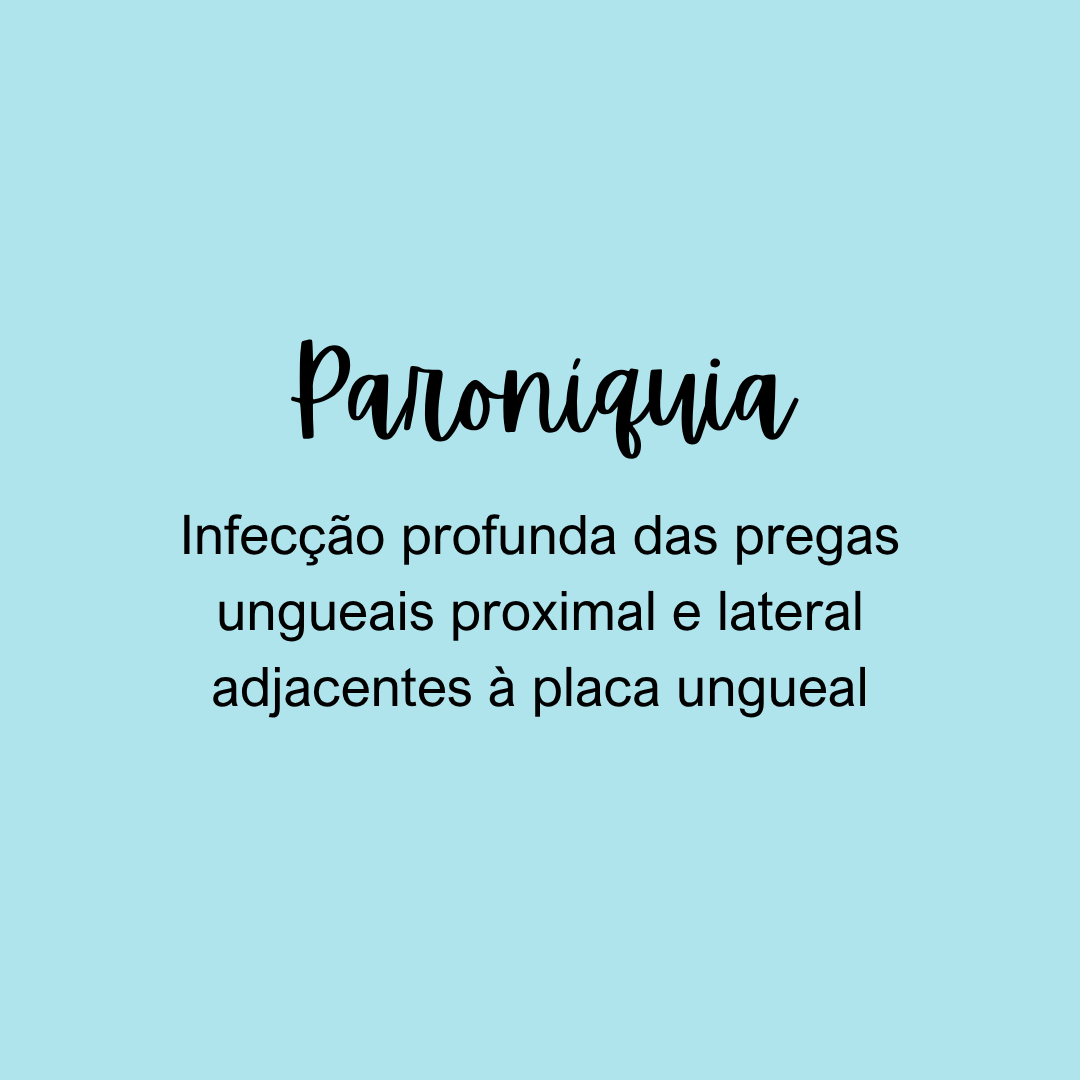 Paroníquia
Infecção profunda das pregas
ungueais proximal e lateral
adjacentes à placa ungueal